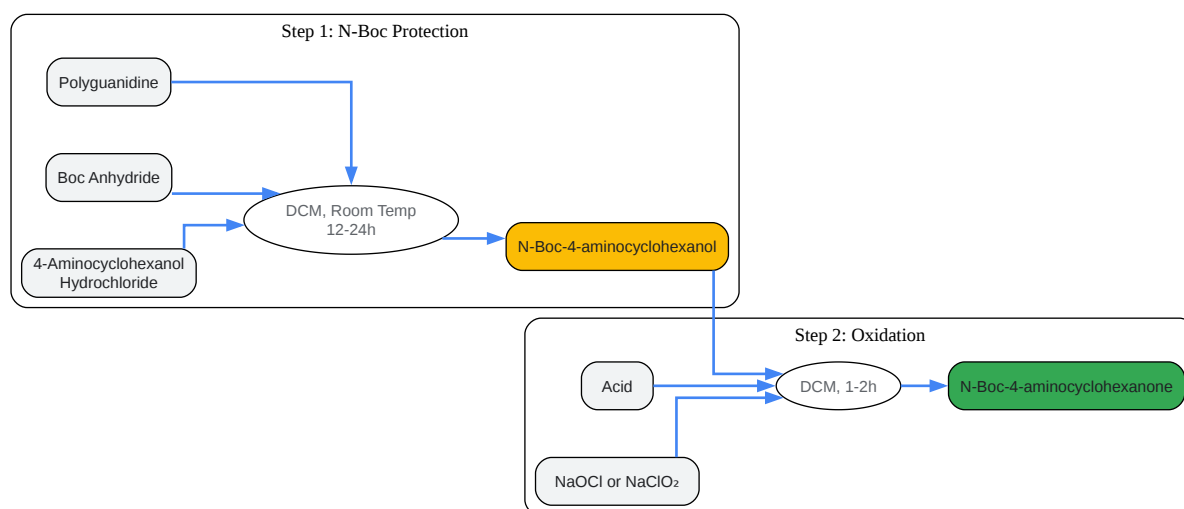 Step 1: N-Boc Protection
Polyguanidine
Boc Anhydride
DCM, Room Temp
12-24h
N-Boc-4-aminocyclohexanol
4-Aminocyclohexanol
Hydrochloride
Step 2: Oxidation
Acid
DCM, 1-2h
N-Boc-4-aminocyclohexanone
NaOCl or NaClO₂